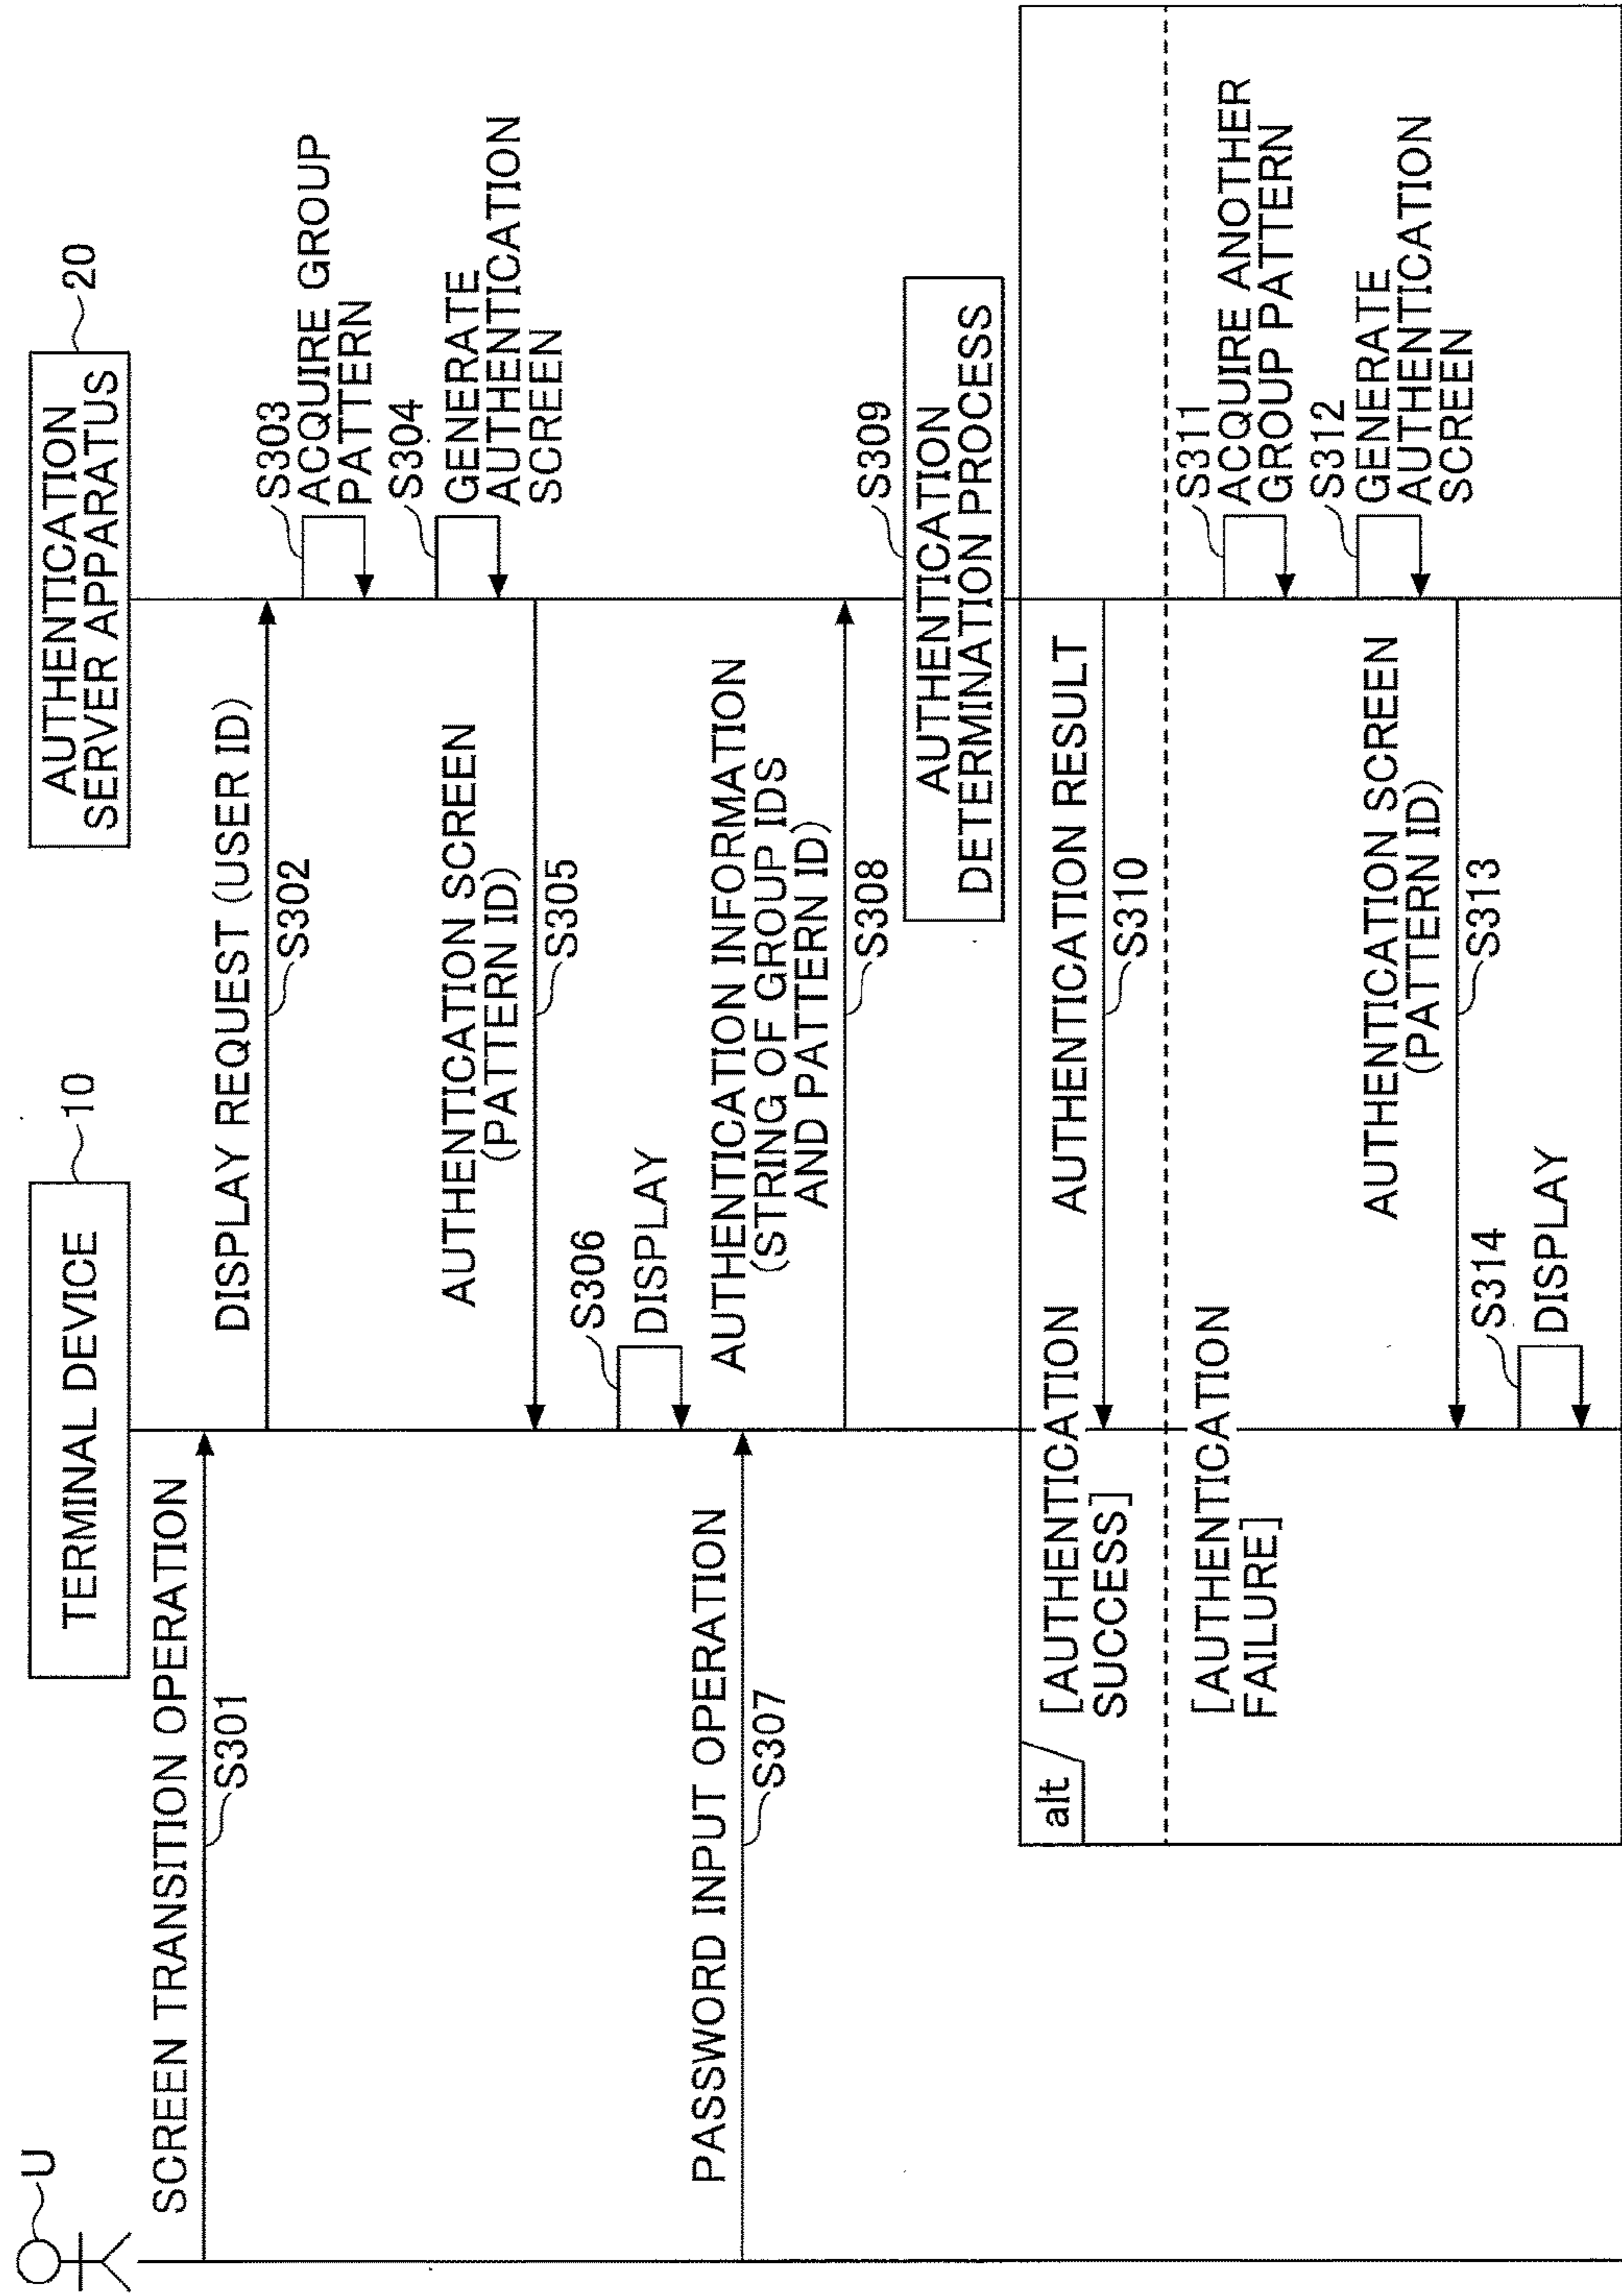 U
TERMINAL DEVICE
10
AUTHENTICATION
SERVER APPARATUS
20
SCREEN TRANSITION OPERATION
S301
DISPLAY REQUEST (USER ID)
S302
S303
ACQUIRE GROUP
PATTERN
S304
GENERATE
AUTHENTICATION
SCREEN
AUTHENTICATION SCREEN
(PATTERN ID)
S305
S306
DISPLAY
PASSWORD INPUT OPERATION
S307
AUTHENTICATION INFORMATION
(STRING OF GROUP IDS
AND PATTERN ID)
S308
S309
AUTHENTICATION
DETERMINATION PROCESS
alt
[AUTHENTICATION
SUCCESS]
AUTHENTICATION RESULT
S310
[AUTHENTICATION
FAILURE]
S311
ACQUIRE ANOTHER
GROUP PATTERN
S312
GENERATE
AUTHENTICATION
SCREEN
AUTHENTICATION SCREEN
(PATTERN ID)
S313
S314
DISPLAY